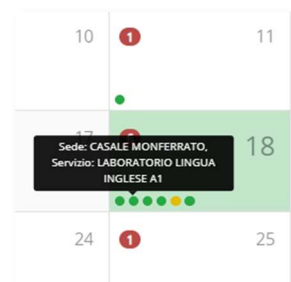 10 1 11
17 18
Sede: CASALE MONFERRATO,
Servizio: LABORATORIO LINGUA
INGLESE A1
24 1 25